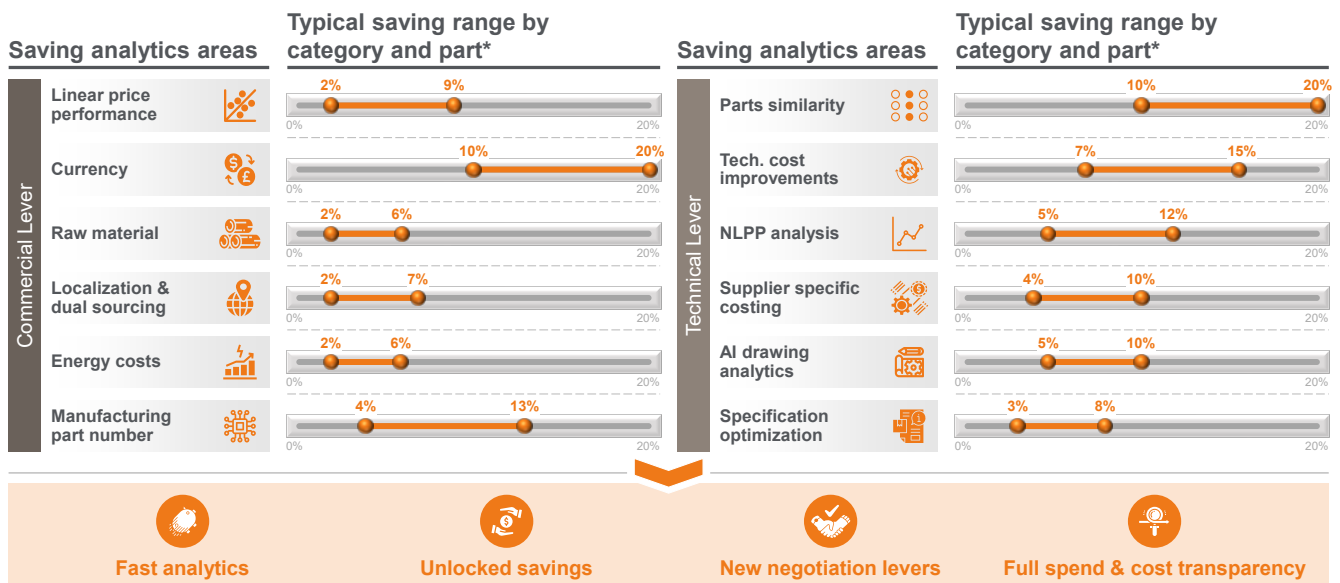 Saving analytics areas
Typical saving range by
category and part*
Commercial Lever
Linear price
performance
2% 9%
0% 20%
Currency
10% 20%
0% 20%
Raw material
2% 6%
0% 20%
Localization &
dual sourcing
2% 7%
0% 20%
Energy costs
2% 6%
0% 20%
Manufacturing
part number
4% 13%
0% 20%
Saving analytics areas
Typical saving range by
category and part*
Technical Lever
Parts similarity
10% 20%
0% 20%
Tech. cost
improvements
7% 15%
0% 20%
NLPP analysis
5% 12%
0% 20%
Supplier specific
costing
4% 10%
0% 20%
AI drawing
analytics
5% 10%
0% 20%
Specification
optimization
3% 8%
0% 20%
Fast analytics
Unlocked savings
New negotiation levers
Full spend & cost transparency